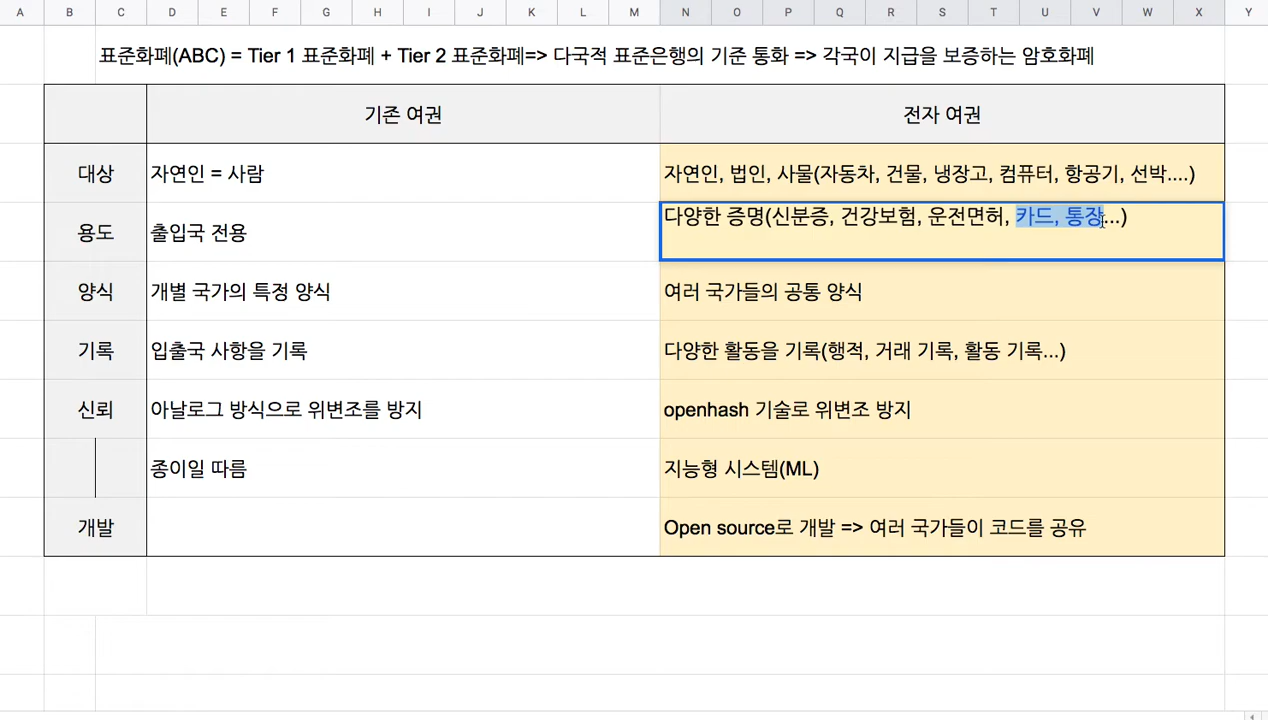 A B C D E F G H I J K L M N O P Q R S T U V W X Y
표준화폐(ABC) = Tier 1 표준화폐 + Tier 2 표준화폐=> 다국적 표준은행의 기준 통화 => 각국이 지급을 보증하는 암호화폐
기존 여권 전자 여권
대상 자연인 = 사람 자연인, 법인, 사물(자동차, 건물, 냉장고, 컴퓨터, 항공기, 선박....)
용도 출입국 전용 다양한 증명(신분증, 건강보험, 운전면허, 카드, 통장...)
양식 개별 국가의 특정 양식 여러 국가들의 공통 양식
기록 입출국 사항을 기록 다양한 활동을 기록(행적, 거래 기록, 활동 기록...)
신뢰 아날로그 방식으로 위변조를 방지 openhash 기술로 위변조 방지
종이일 따름 지능형 시스템(ML)
개발 Open source로 개발 => 여러 국가들이 코드를 공유